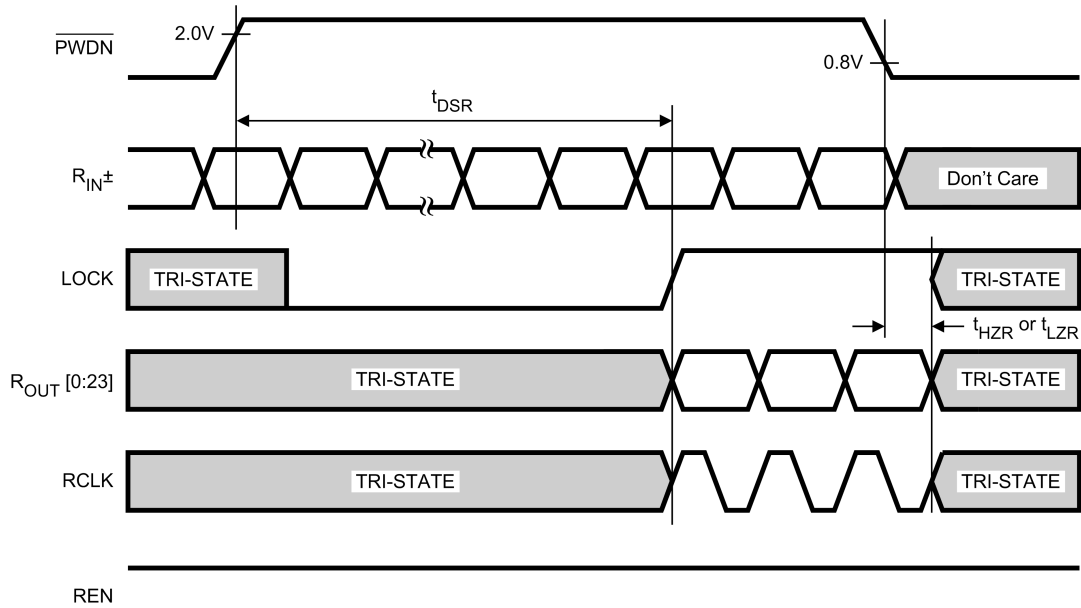 PWDN
2.0V
0.8V
tDSR
RIN±
Don't Care
LOCK
TRI-STATE
TRI-STATE
tHZR or tLZR
ROUT [0:23]
TRI-STATE
TRI-STATE
RCLK
TRI-STATE
TRI-STATE
REN